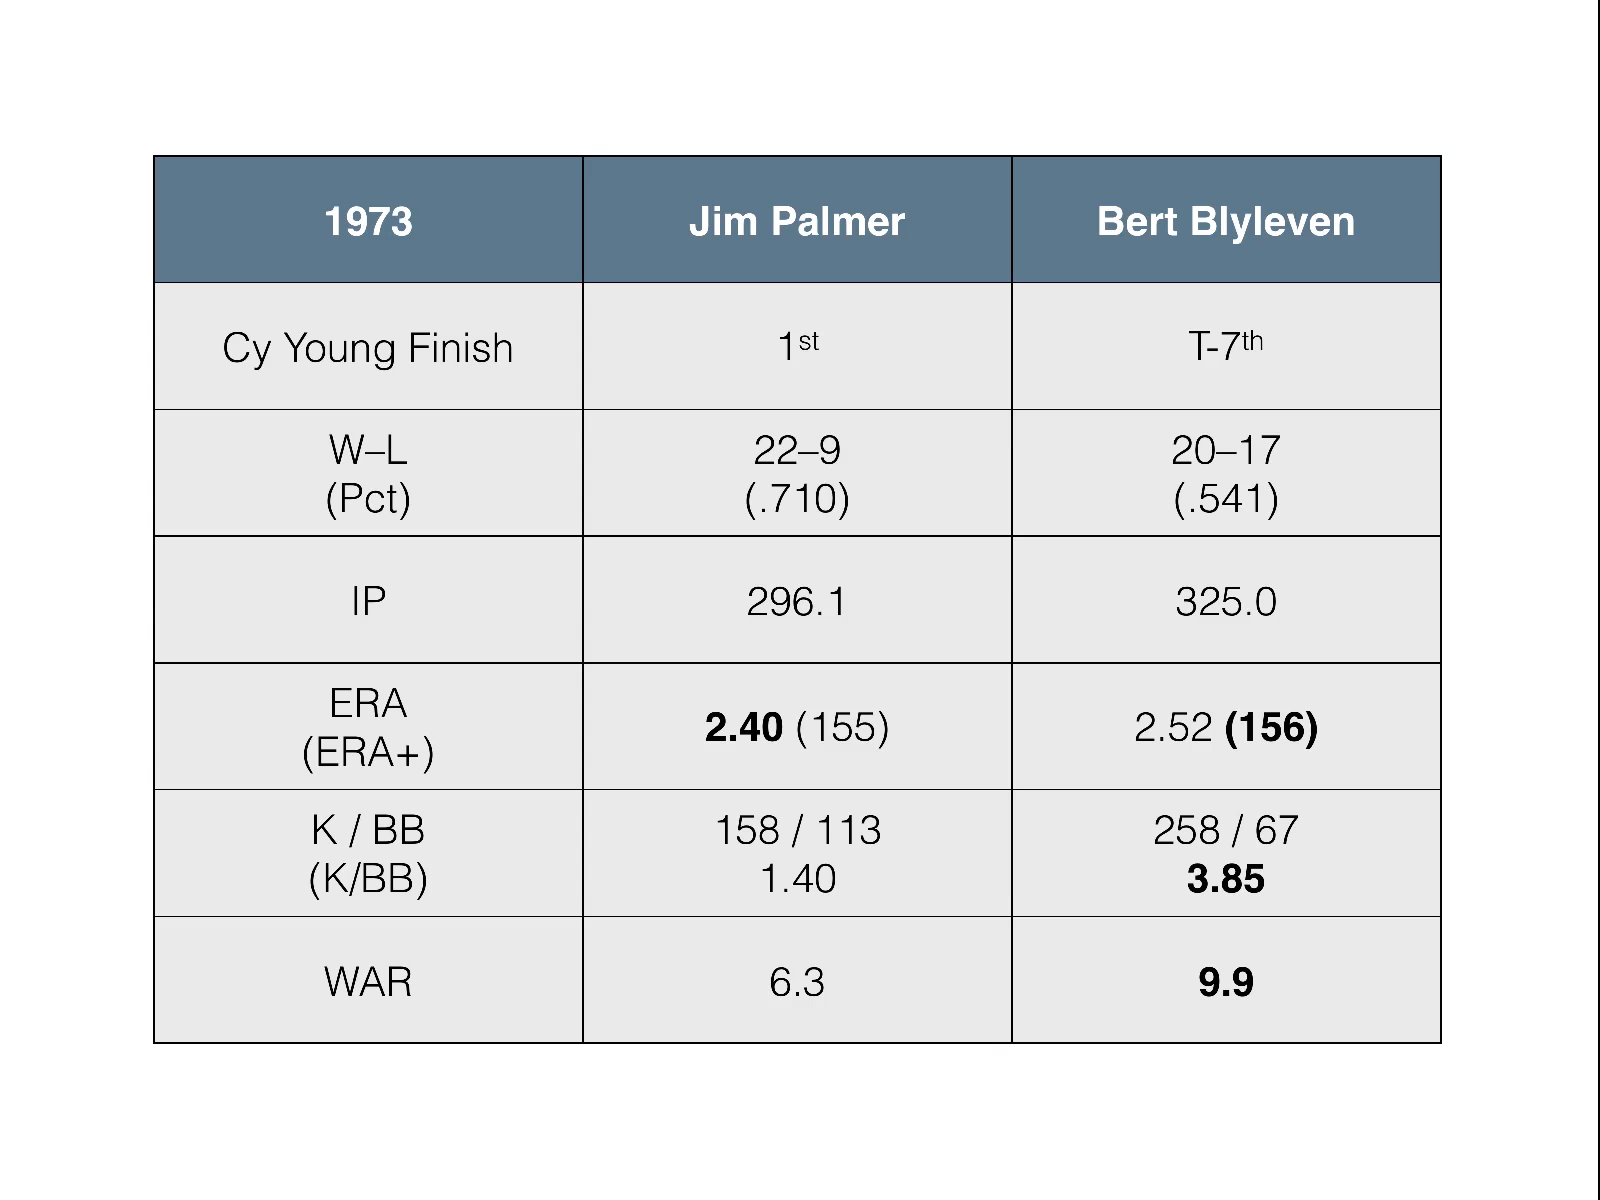 1973 Jim Palmer Bert Blyleven
Cy Young Finish 1st T-7th
W–L 22–9 20–17
(Pct) (.710) (.541)
IP 296.1 325.0
ERA
(ERA+) 2.40 (155) 2.52 (156)
K / BB 158 / 113 258 / 67
(K/BB) 1.40 3.85
WAR 6.3 9.9